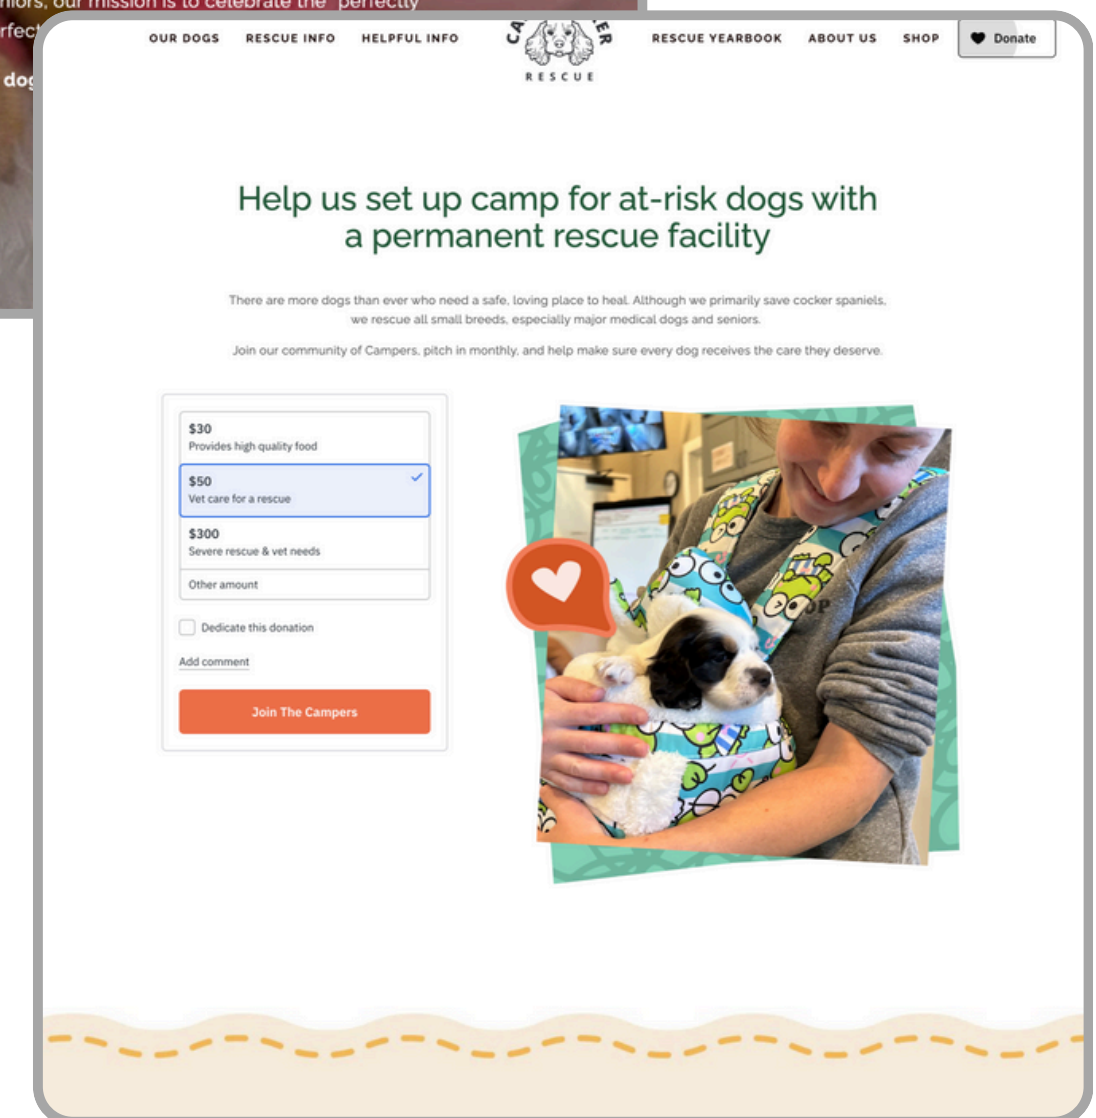 our mission is to celebrate the "perfectly
dog
OUR DOGS RESCUE INFO HELPFUL INFO RESCUE YEARBOOK ABOUT US SHOP Donate
RESCUE
Help us set up camp for at-risk dogs with
a permanent rescue facility
There are more dogs than ever who need a safe, loving place to heal. Although we primarily save cocker spaniels,
we rescue all small breeds, especially major medical dogs and seniors.
Join our community of Campers, pitch in monthly, and help make sure every dog receives the care they deserve.
$30
Provides high quality food
$50
Vet care for a rescue
$300
Severe rescue & vet needs
Other amount
Dedicate this donation
Add comment
Join The Campers